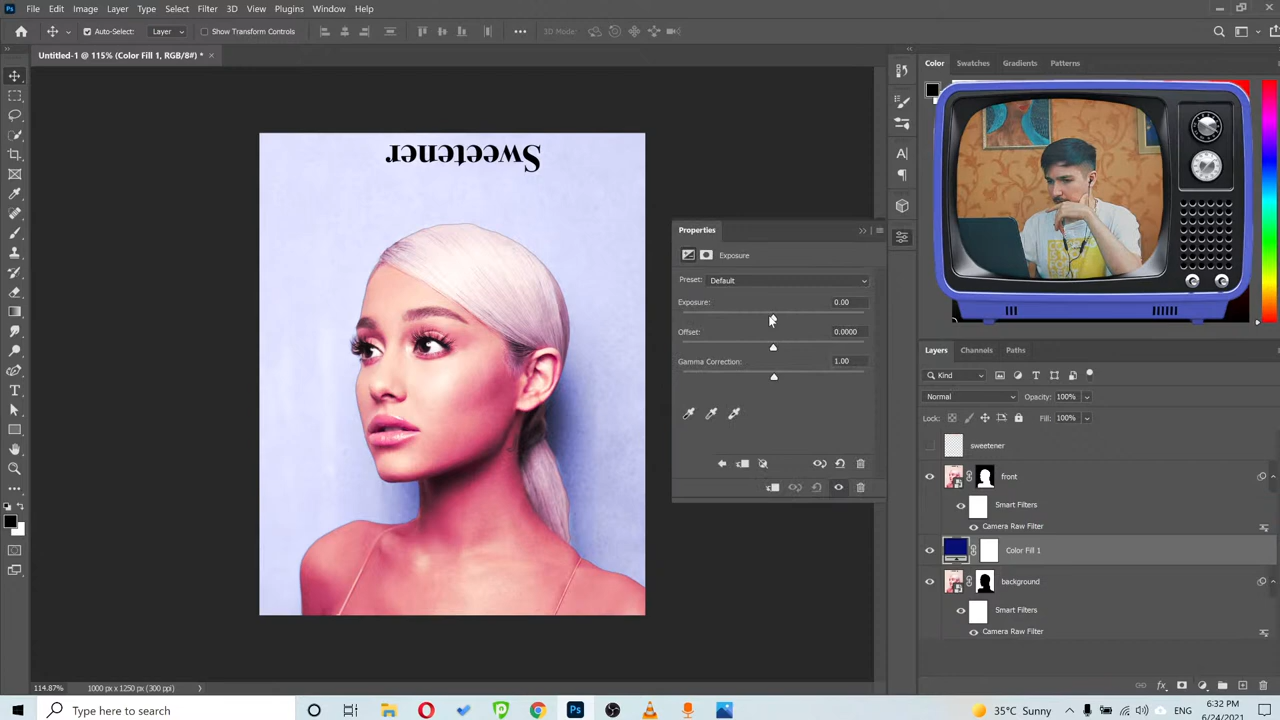 Ps File Edit Image Layer Type Select Filter 3D View Plugins Window Help
Auto-Select: Layer Show Transform Controls 3D Mode:
Untitled-1 @ 115% (Color Fill 1, RGB/8#) *
Color Swatches Gradients Patterns
Sweetener
Properties
Exposure
Preset: Default
Exposure: 0.00
Offset: 0.0000
Gamma Correction: 1.00
Layers Channels Paths
Kind
Normal Opacity: 100%
Lock: Fill: 100%
sweetener
front
Smart Filters
Camera Raw Filter
Color Fill 1
background
Smart Filters
Camera Raw Filter
114.87% 1000 px x 1250 px (300 ppi)
Type here to search
35°C Sunny
6:32 PM
6/24/2021